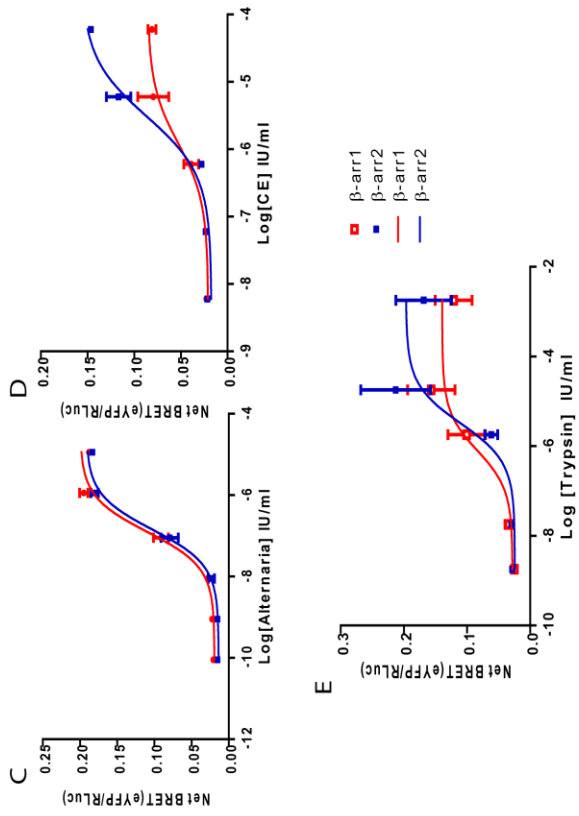 C
Net BRET(eYFP/RLuc)
0.25
0.20
0.15
0.10
0.05
0.00
-12
-10
-8
-6
-4
Log[Alternaria] IU/ml
D
Net BRET(eYFP/RLuc)
0.20
0.15
0.10
0.05
0.00
-9
-8
-7
-6
-5
-4
Log[CE] IU/ml
E
Net BRET(eYFP/RLuc)
0.3
0.2
0.1
0.0
-10
-8
-6
-4
-2
Log [Trypsin] IU/ml
β-arr1
β-arr2
β-arr1
β-arr2